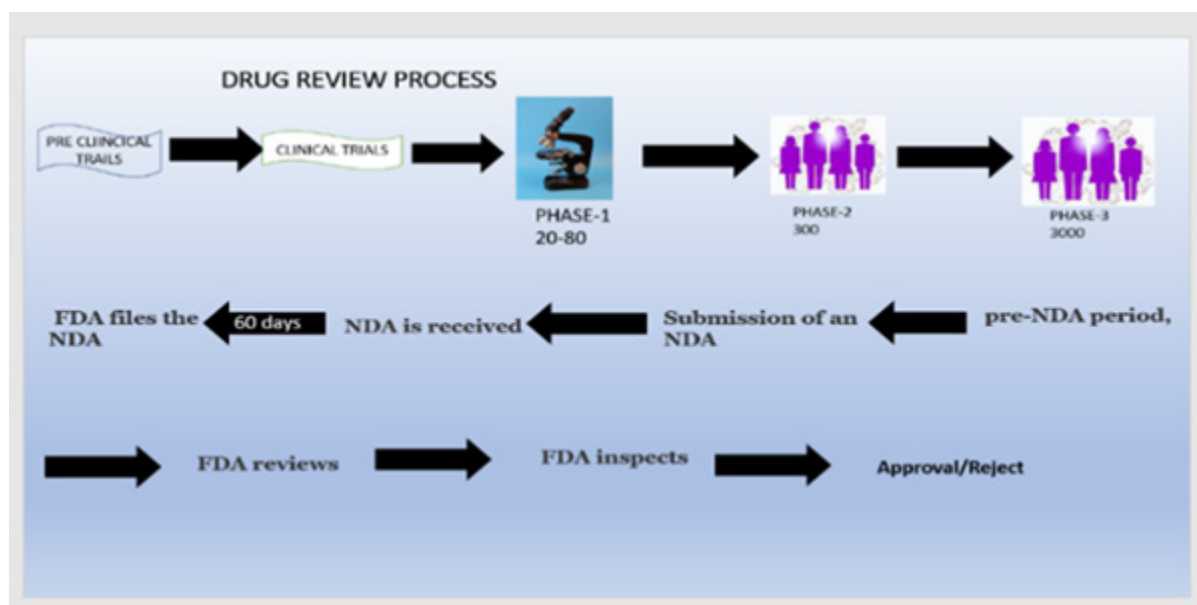 DRUG REVIEW PROCESS
PRE CLIINCICAL
TRAILS
CLINICAL TRIALS
PHASE-1
20-80
PHASE-2
300
PHASE-3
3000
pre-NDA period,
Submission of an
NDA
NDA is received
60 days
FDA files the
NDA
FDA reviews
FDA inspects
Approval/Reject